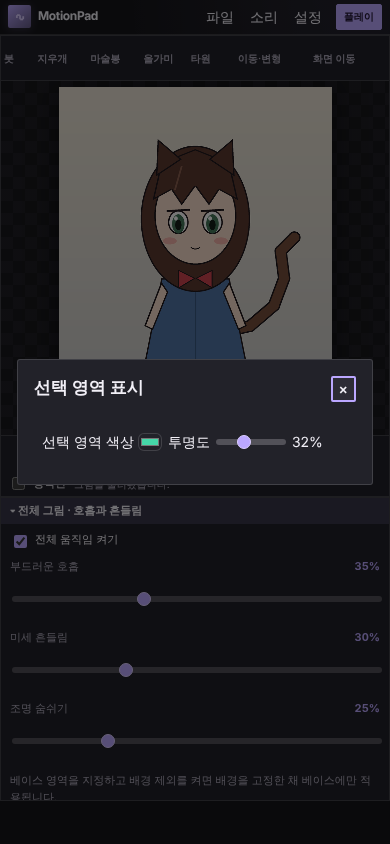 MotionPad
파일 소리 설정 플레이
붓 지우개 마술봉 올가미 타원 이동·변형 화면 이동
선택 영역 표시 ×
선택 영역 색상 투명도 32%
전체 그림 · 호흡과 흔들림
전체 움직임 켜기
부드러운 호흡 35%
미세 흔들림 30%
조명 숨쉬기 25%
베이스 영역을 지정하고 배경 제외를 켜면 배경을 고정한 채 베이스에만 적
용됩니다.